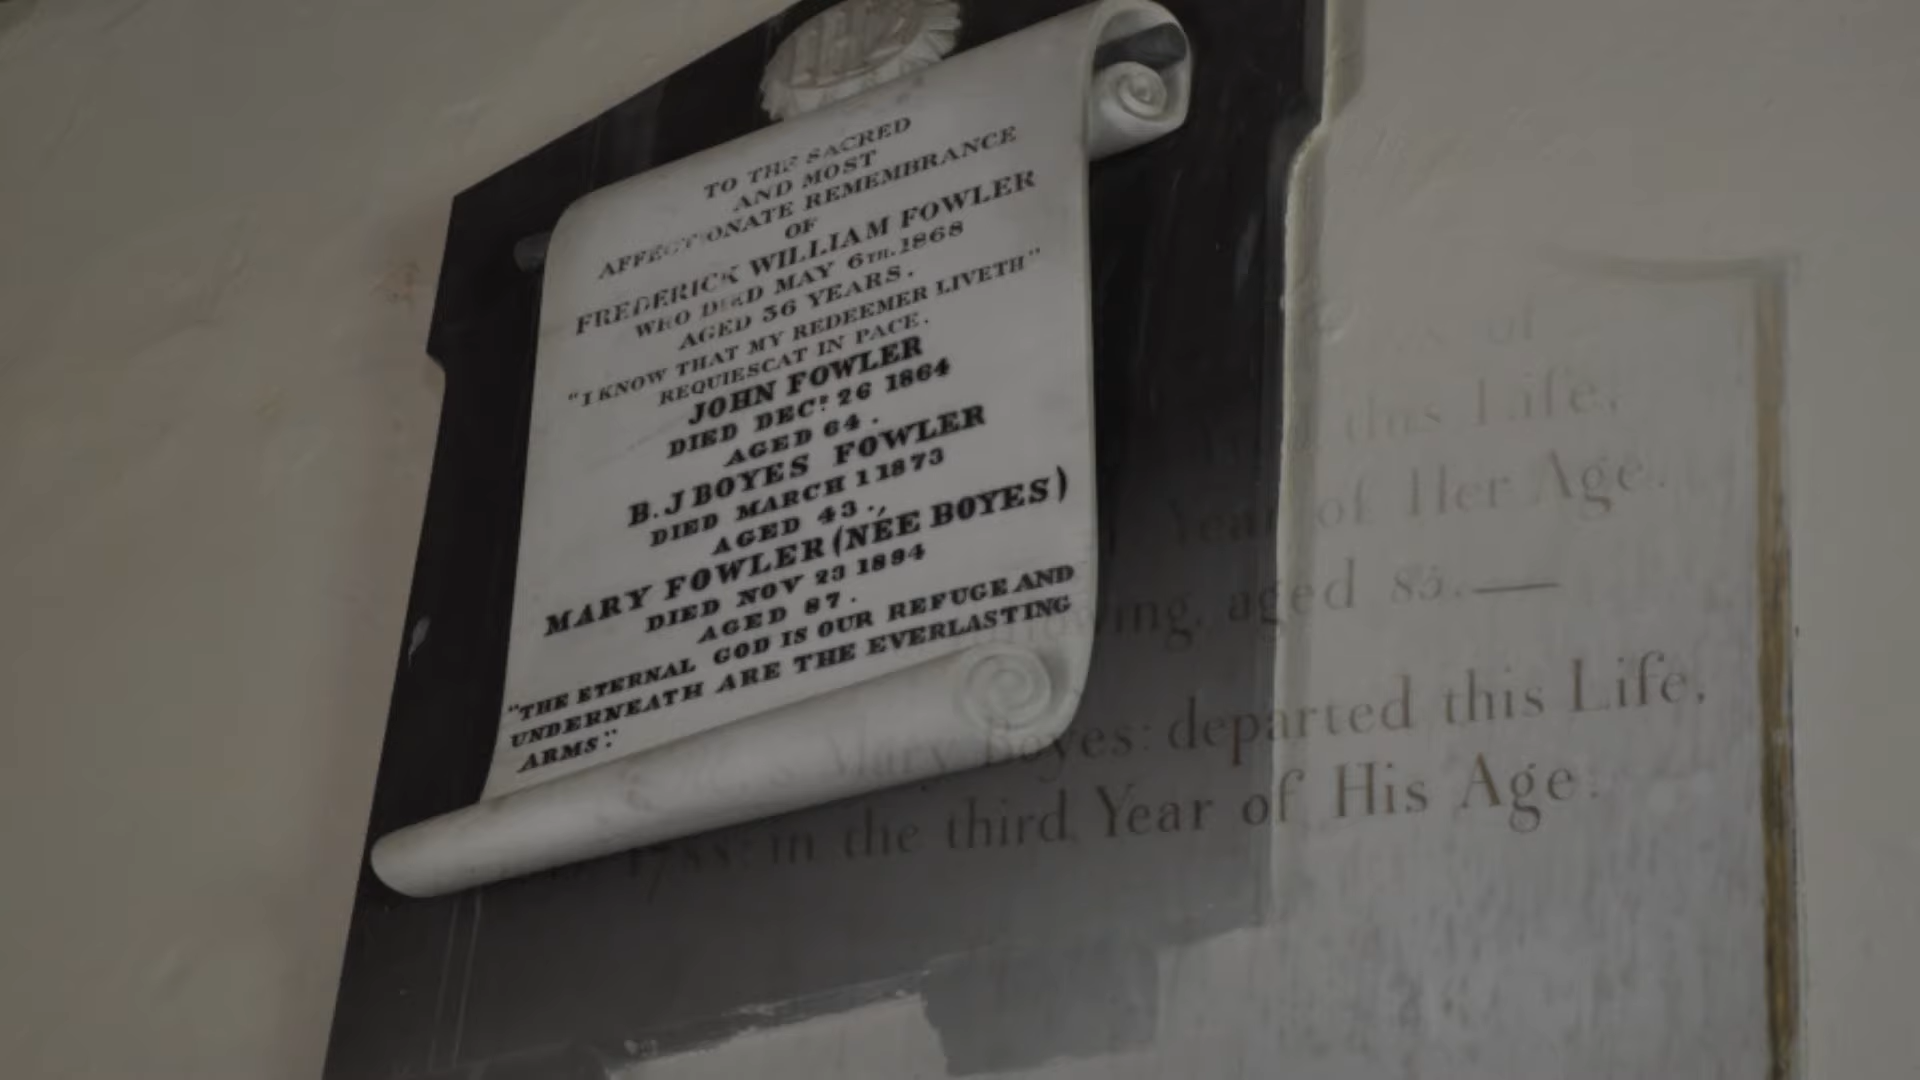 TO THE SACRED
AND MOST
AFFECTIONATE REMEMBRANCE
OF
FREDERICK WILLIAM FOWLER
WHO DIED MAY 6TH. 1868
AGED 36 YEARS.
"I KNOW THAT MY REDEEMER LIVETH"
REQUIESCAT IN PACE.
JOHN FOWLER
DIED DECR 26 1864
AGED 64.
B. J BOYES FOWLER
DIED MARCH 1 1873
AGED 43.,
MARY FOWLER (NÉE BOYES)
DIED NOV 23 1894
AGED 87.
"THE ETERNAL GOD IS OUR REFUGE AND
UNDERNEATH ARE THE EVERLASTING
ARMS."
of
this Life,
Year of Her Age.
aged 85.—
Mary Boyes: departed this Life,
in the third Year of His Age.